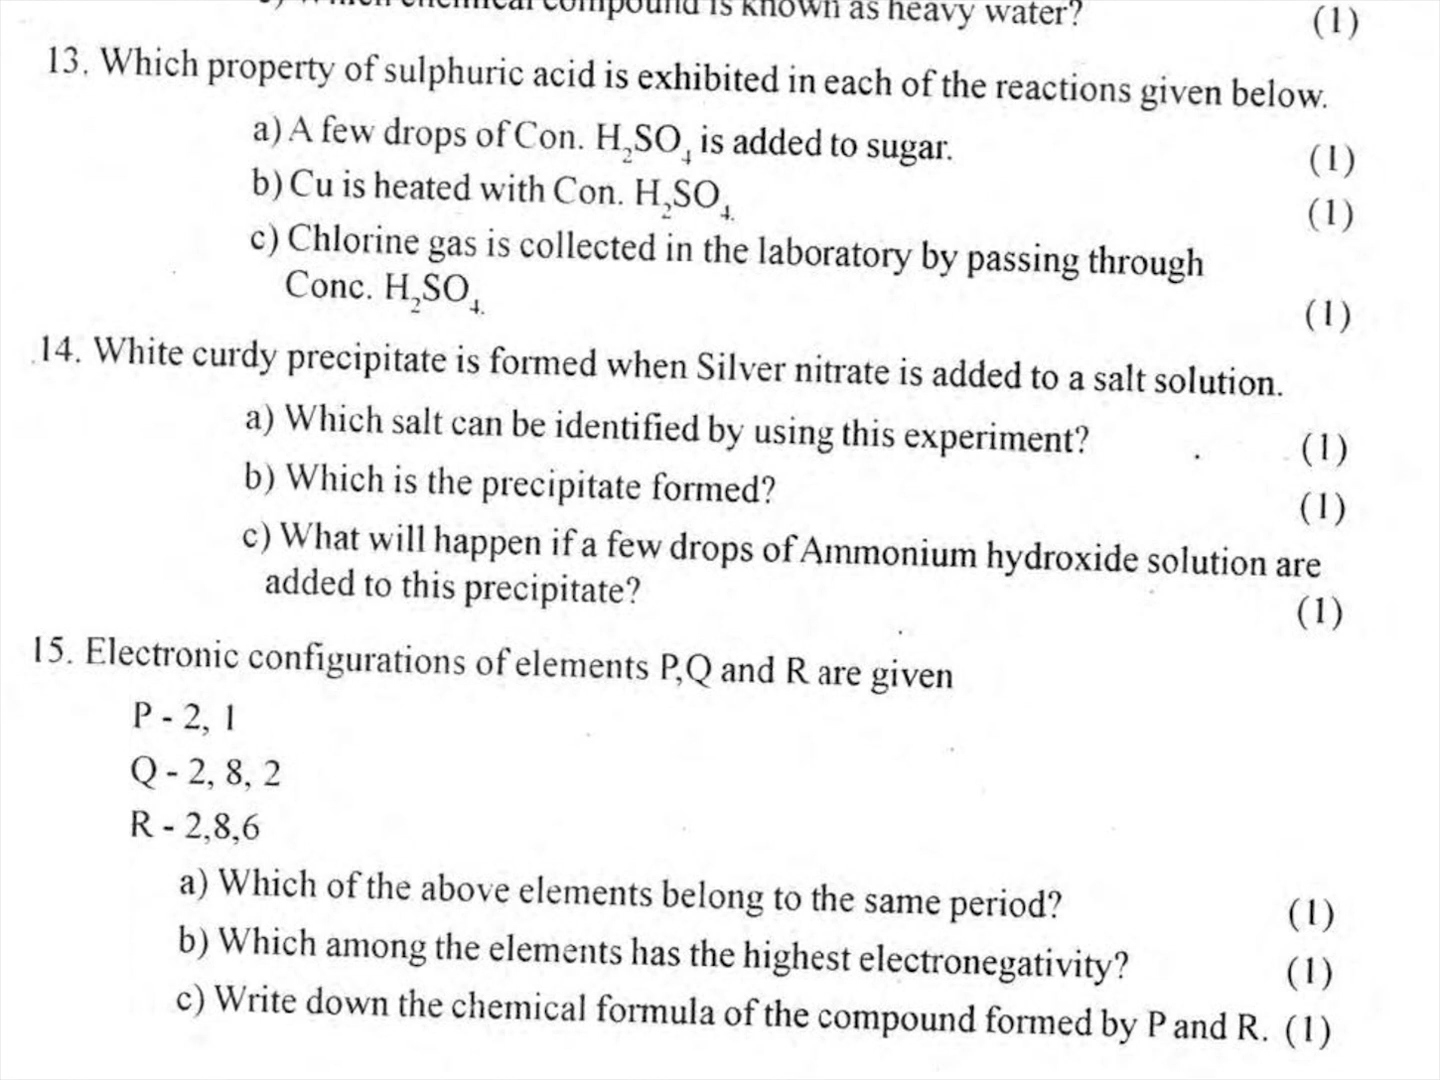 Which chemical compound is known as heavy water? (1)
13. Which property of sulphuric acid is exhibited in each of the reactions given below.
a) A few drops of Con. H₂SO₄ is added to sugar. (1)
b) Cu is heated with Con. H₂SO₄. (1)
c) Chlorine gas is collected in the laboratory by passing through
Conc. H₂SO₄. (1)
14. White curdy precipitate is formed when Silver nitrate is added to a salt solution.
a) Which salt can be identified by using this experiment? (1)
b) Which is the precipitate formed? (1)
c) What will happen if a few drops of Ammonium hydroxide solution are
added to this precipitate? (1)
15. Electronic configurations of elements P,Q and R are given
P - 2, 1
Q - 2, 8, 2
R - 2,8,6
a) Which of the above elements belong to the same period? (1)
b) Which among the elements has the highest electronegativity? (1)
c) Write down the chemical formula of the compound formed by P and R. (1)